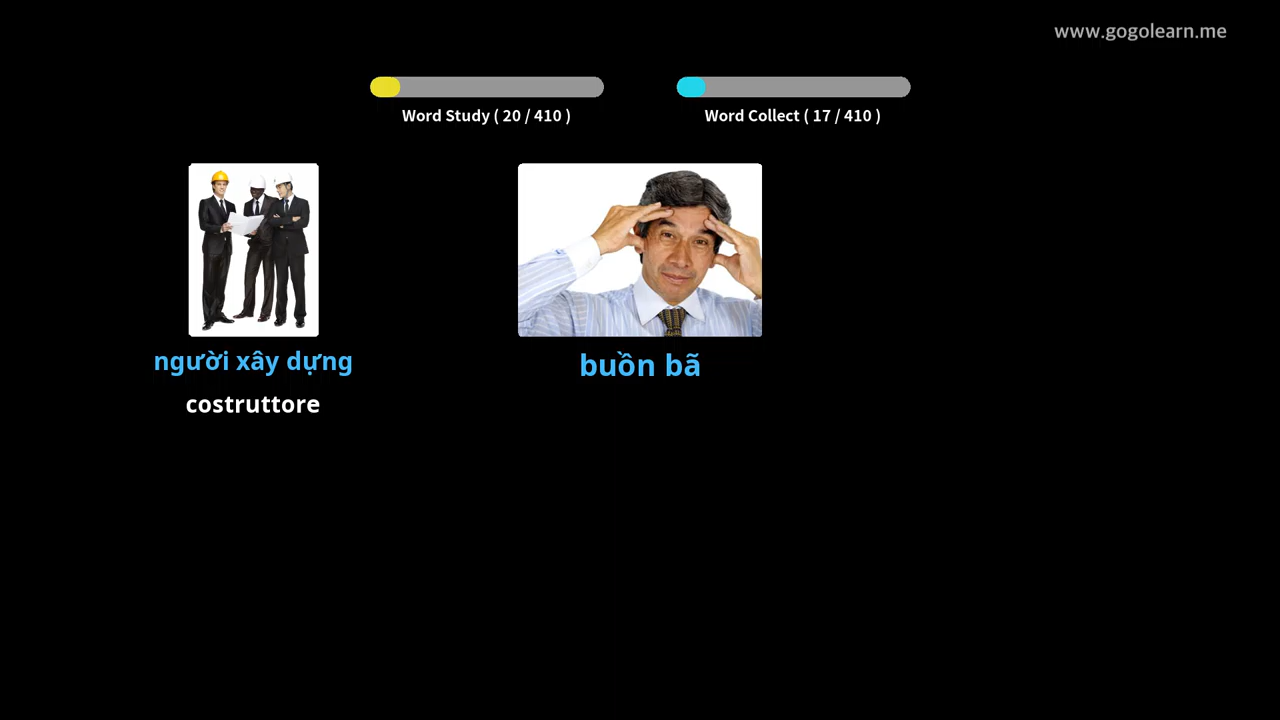 www.gogolearn.me
Word Study ( 20 / 410 )
Word Collect ( 17 / 410 )
người xây dựng
costruttore
buồn bã